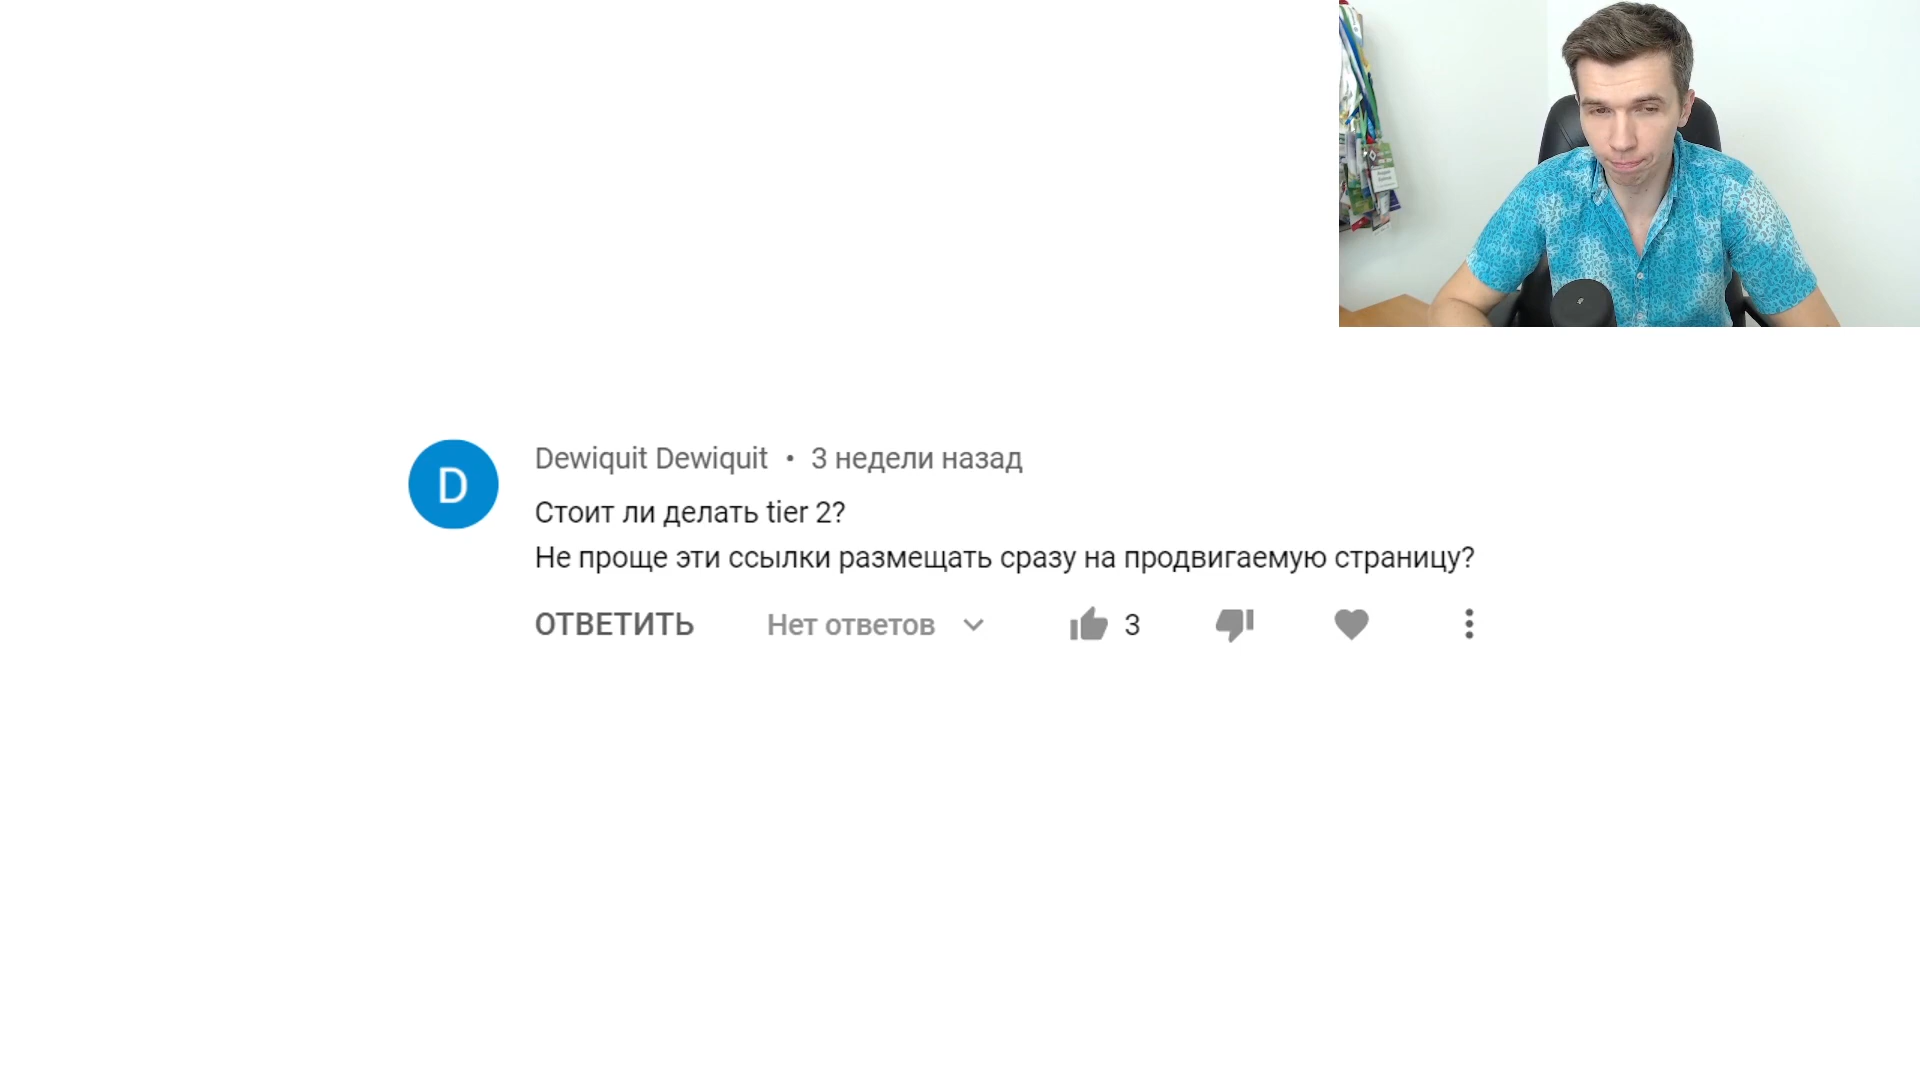 D
Dewiquit Dewiquit • 3 недели назад
Стоит ли делать tier 2?
Не проще эти ссылки размещать сразу на продвигаемую страницу?
ОТВЕТИТЬ Нет ответов 3